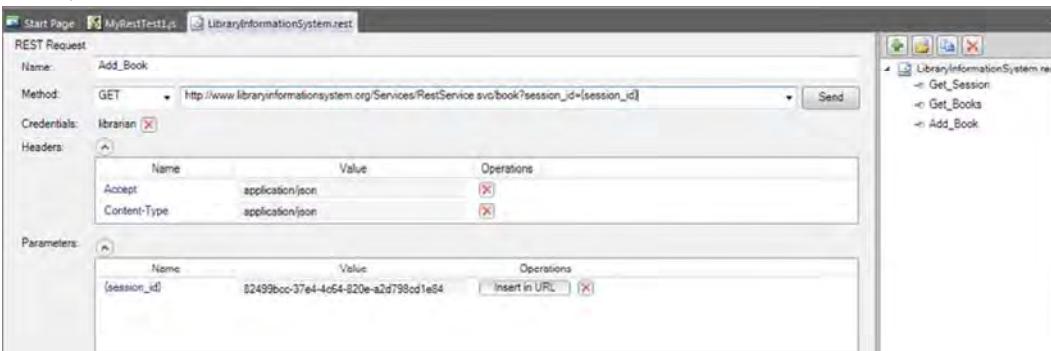 Start Page MyRestTest1.js LibraryInformationSystem.rest
REST Request
Name: Add_Book
Method: GET http://www.libraryinformationsystem.org/Services/RestService.svc/book?session_id={session_id} Send
Credentials: librarian
Headers:
Name Value Operations
Accept application/json
Content-Type application/json
Parameters:
Name Value Operations
{session_id} 82499bcc-37e4-4c64-820e-a2d798cd1e84 Insert in URL
LibraryInformationSystem.re
Get_Session
Get_Books
Add_Book